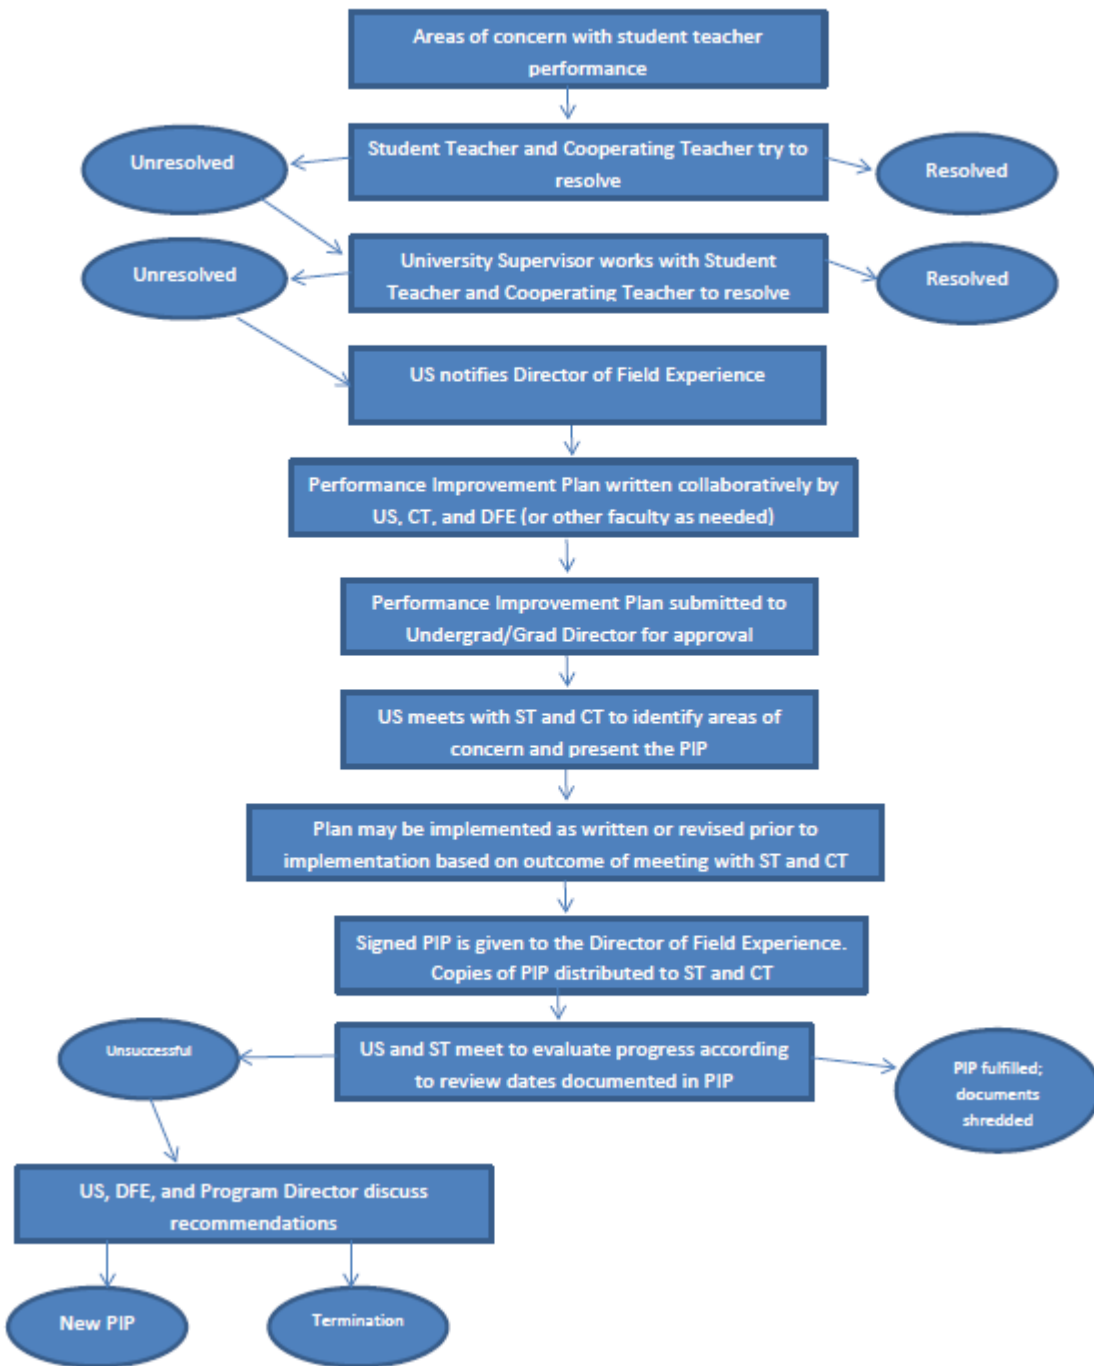 Areas of concern with student teacher
performance
Unresolved
Student Teacher and Cooperating Teacher try to
resolve
Resolved
Unresolved
University Supervisor works with Student
Teacher and Cooperating Teacher to resolve
Resolved
US notifies Director of Field Experience
Performance Improvement Plan written collaboratively by
US, CT, and DFE (or other faculty as needed)
Performance Improvement Plan submitted to
Undergrad/Grad Director for approval
US meets with ST and CT to identify areas of
concern and present the PIP
Plan may be implemented as written or revised prior to
implementation based on outcome of meeting with ST and CT
Signed PIP is given to the Director of Field Experience.
Copies of PIP distributed to ST and CT
Unsuccessful
US and ST meet to evaluate progress according
to review dates documented in PIP
PIP fulfilled;
documents
shredded
US, DFE, and Program Director discuss
recommendations
New PIP
Termination